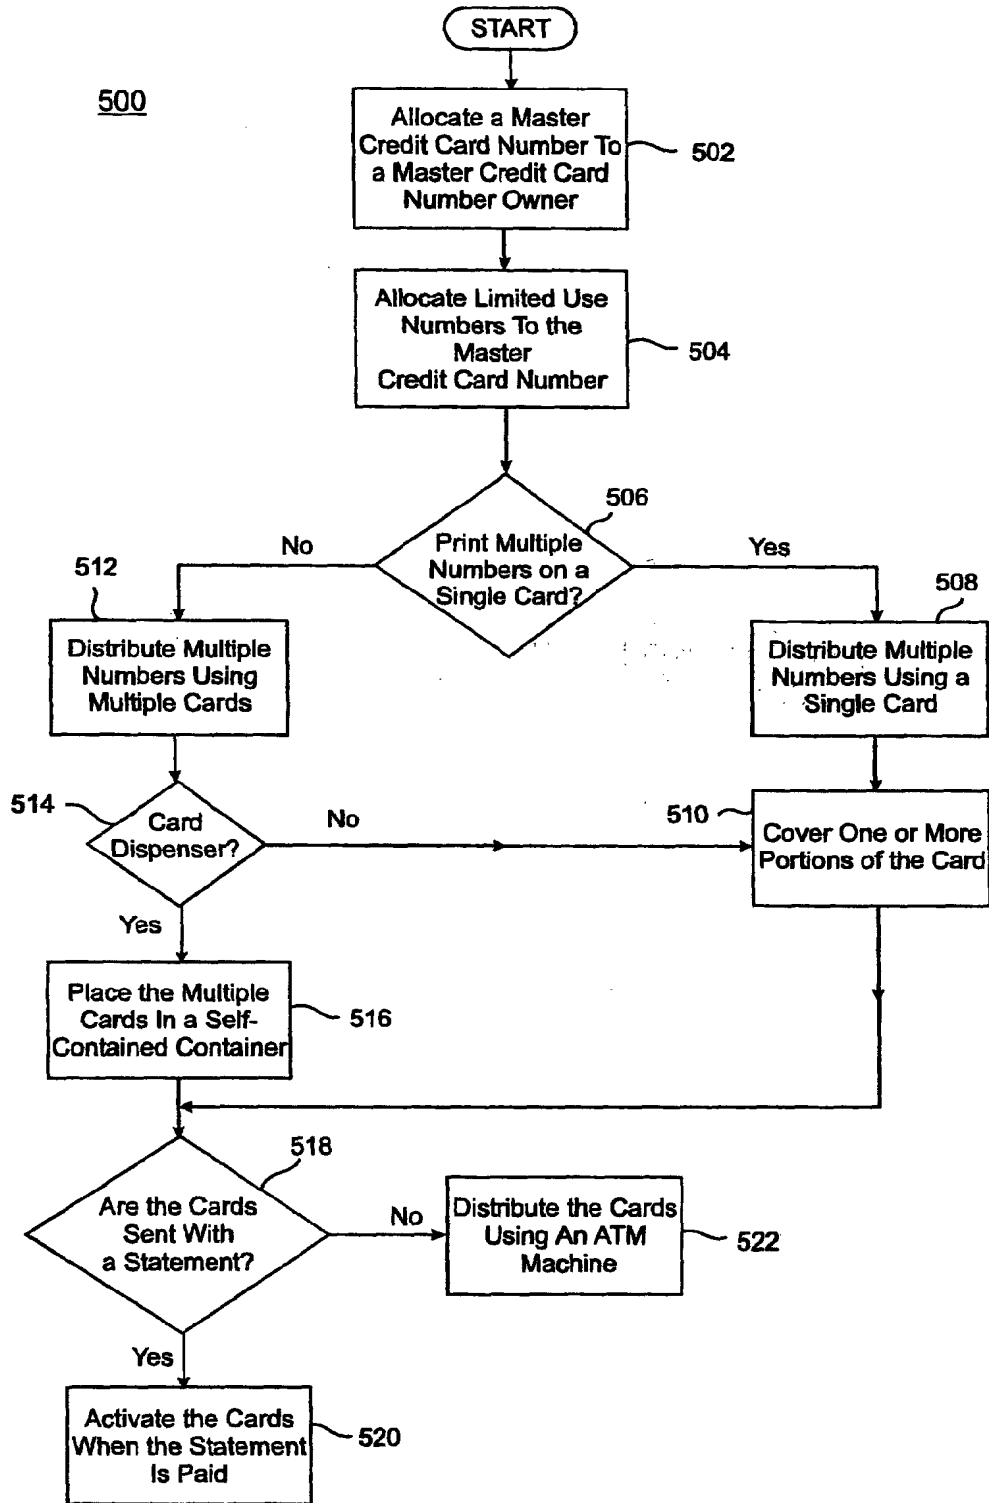 START
500
Allocate a Master
Credit Card Number To
a Master Credit Card
Number Owner
502
Allocate Limited Use
Numbers To the
Master
Credit Card Number
504
506
Print Multiple
Numbers on a
Single Card?
No
Yes
512
Distribute Multiple
Numbers Using
Multiple Cards
508
Distribute Multiple
Numbers Using a
Single Card
514
Card
Dispenser?
No
510
Cover One or More
Portions of the Card
Yes
Place the Multiple
Cards In a Self-
Contained Container
516
518
Are the Cards
Sent With
a Statement?
No
Distribute the Cards
Using An ATM
Machine
522
Yes
Activate the Cards
When the Statement
Is Paid
520